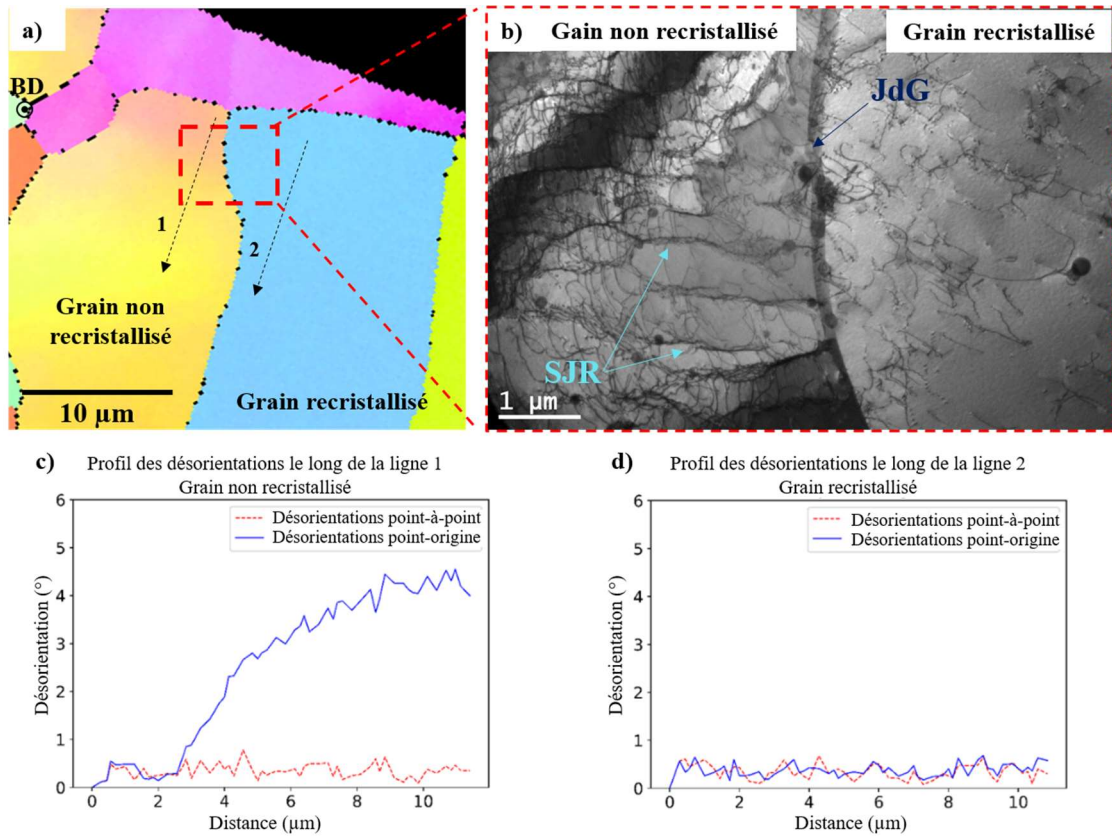 a)
BD
1
2
Grain non
recristallisé
Grain recristallisé
10 µm
b)
Gain non recristallisé
Grain recristallisé
JdG
SJR
1 µm
c)
Profil des désorientations le long de la ligne 1
Grain non recristallisé
Désorientations point-à-point
Désorientations point-origine
Désorientation (°)
6
5
4
3
2
1
0
0 2 4 6 8 10
Distance (µm)
d)
Profil des désorientations le long de la ligne 2
Grain recristallisé
Désorientations point-à-point
Désorientations point-origine
Désorientation (°)
6
5
4
3
2
1
0
0 2 4 6 8 10
Distance (µm)